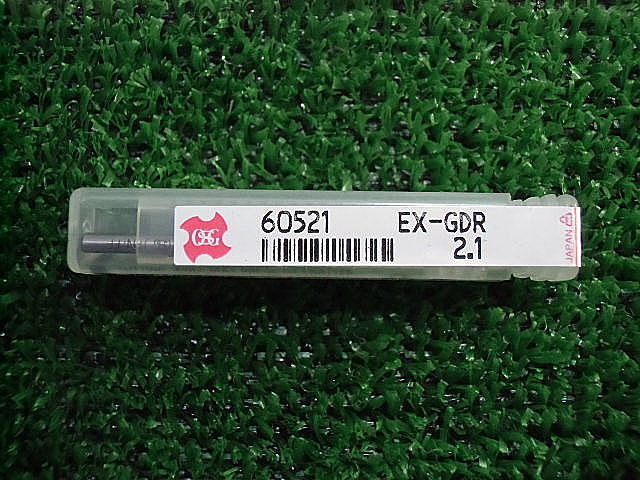 OSG
60521 EX-GDR
2.1
JAPAN